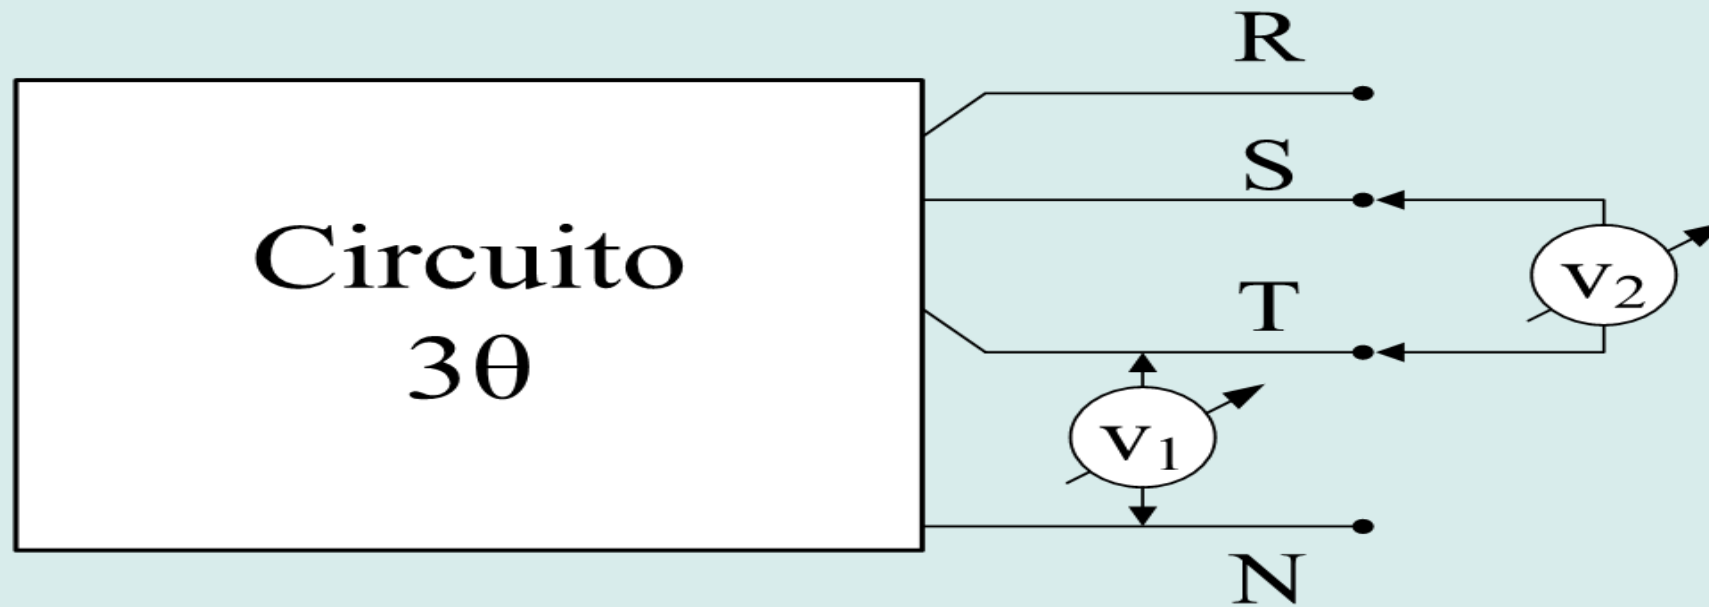 R
S
Circuito
3θ
T
v₂
v₁
N